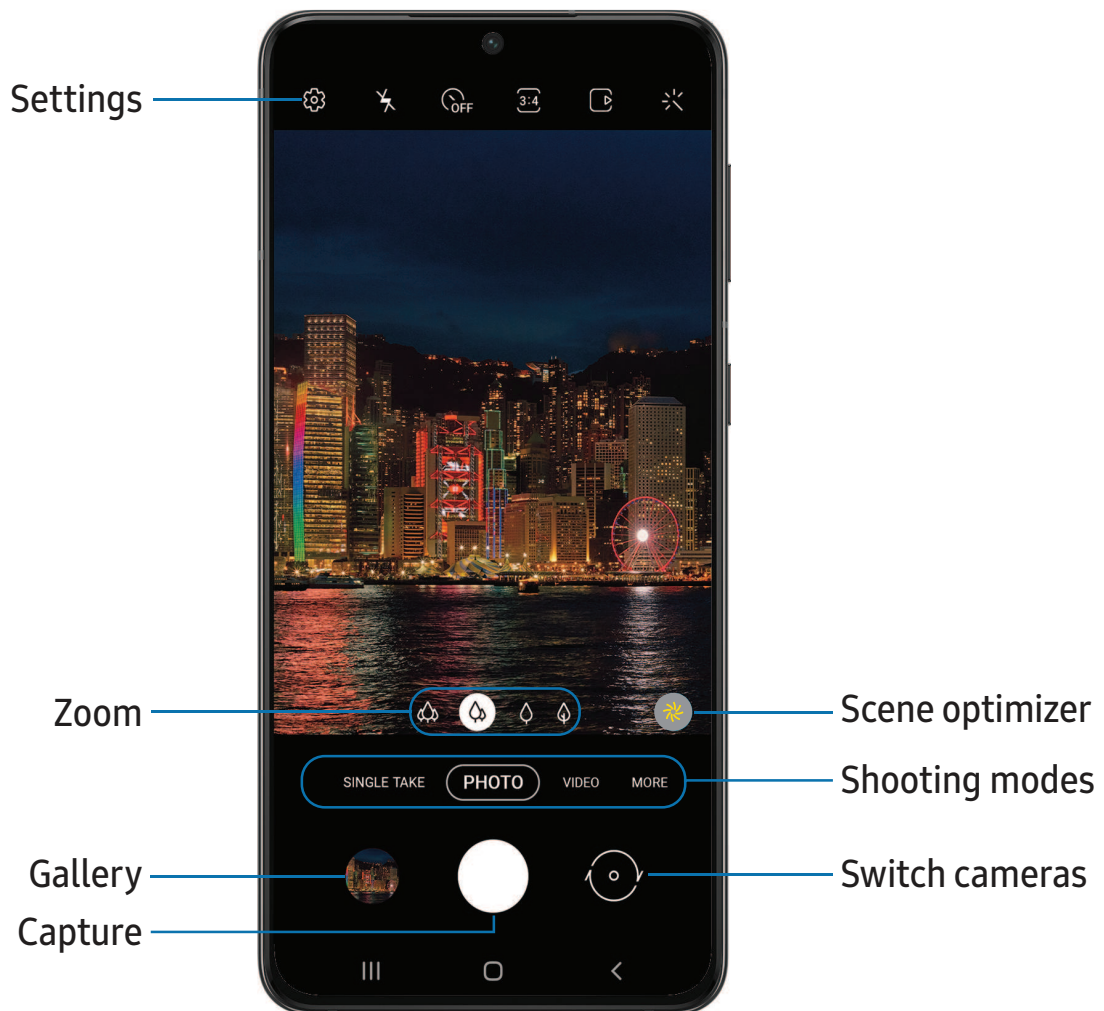 Settings
OFF
3:4
Zoom
Scene optimizer
SINGLE TAKE
PHOTO
VIDEO
MORE
Shooting modes
Gallery
Switch cameras
Capture